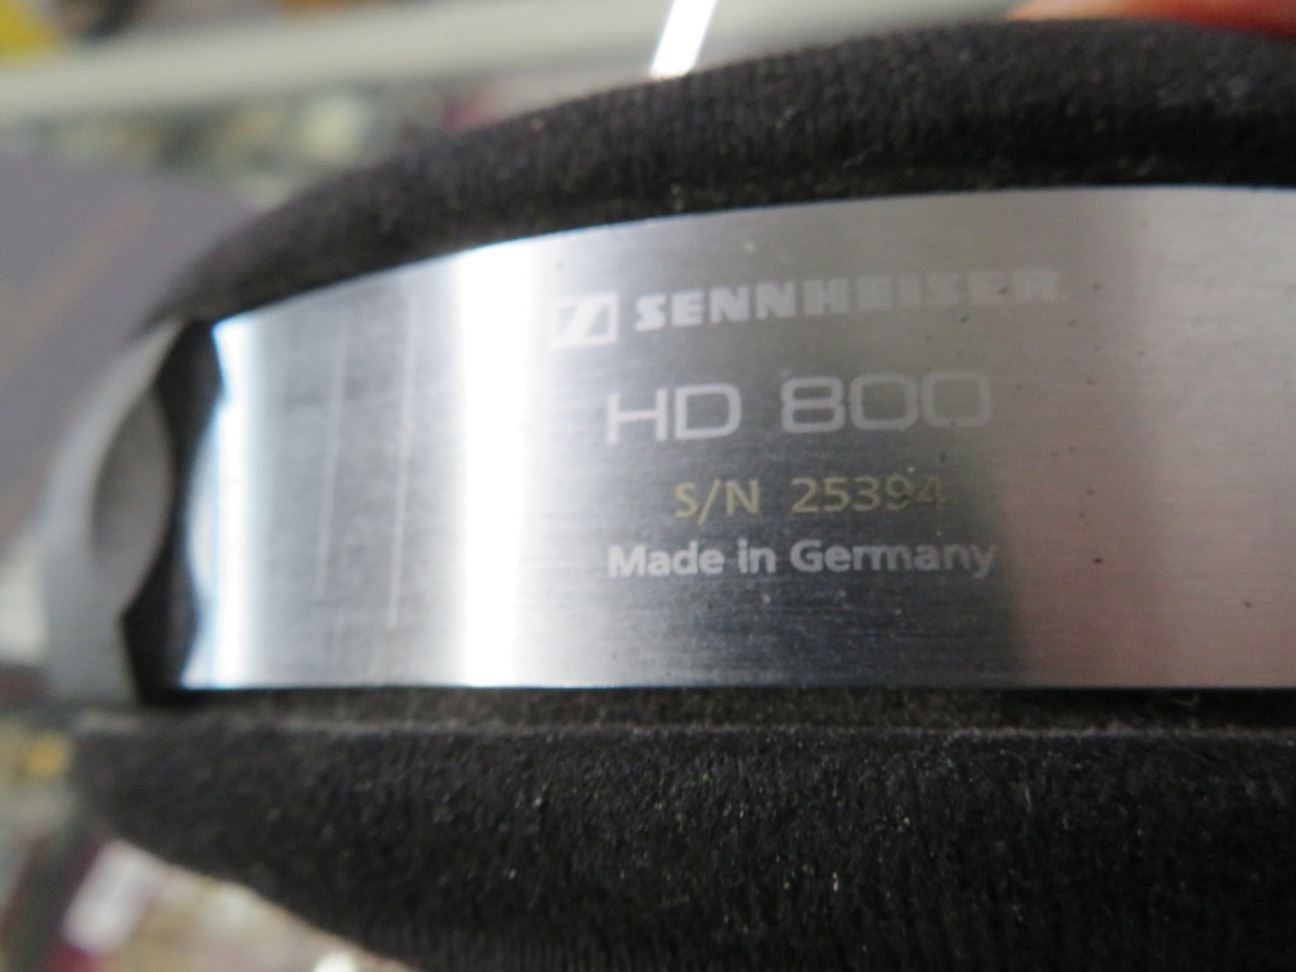 SENNHEISER
HD 800
S/N 25394
Made in Germany